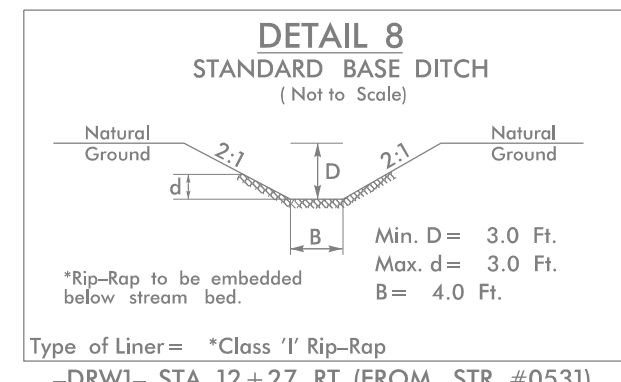 DETAIL 8
STANDARD BASE DITCH
( Not to Scale)
Natural
Ground
2:1
D
2:1
Natural
Ground
d
B
Min. D = 3.0 Ft.
Max. d = 3.0 Ft.
B = 4.0 Ft.
*Rip-Rap to be embedded
below stream bed.
Type of Liner = *Class 'I' Rip-Rap
-DRW1- STA 12+27 RT (FROM STR #0531)